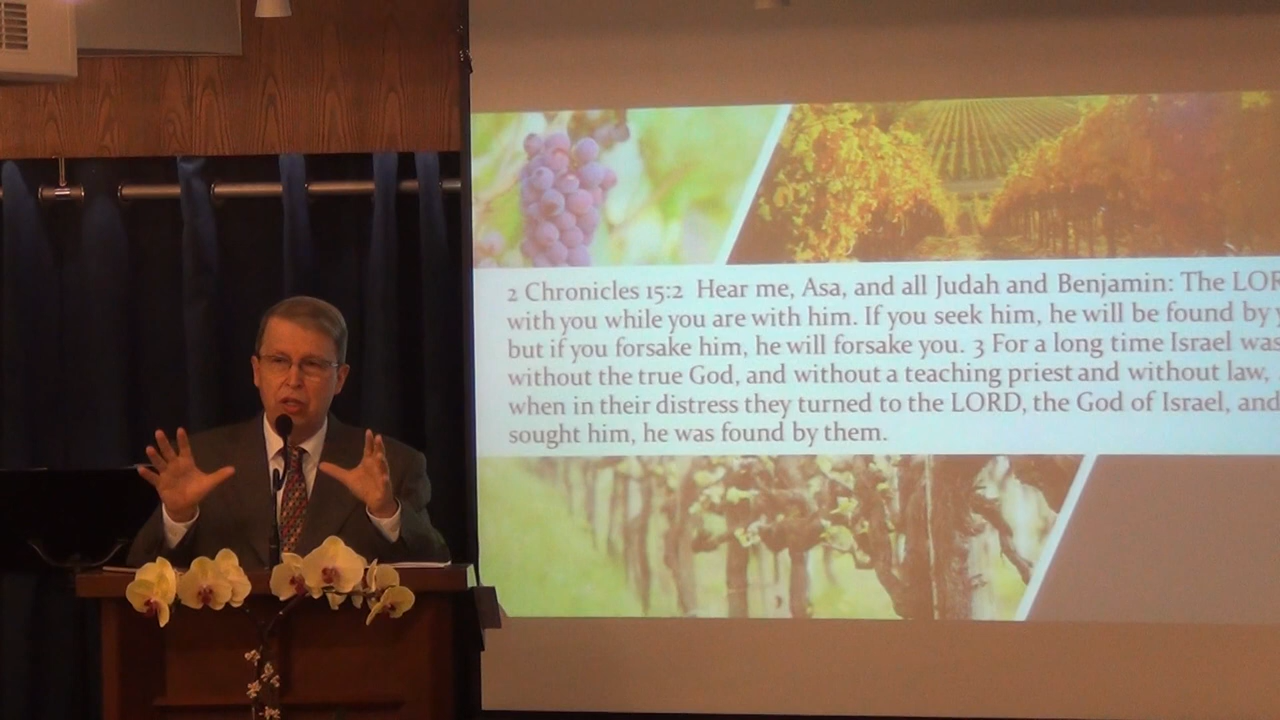 2 Chronicles 15:2 Hear me, Asa, and all Judah and Benjamin: The
with you while you are with him. If you seek him, he will be found by
but if you forsake him, he will forsake you. 3 For a long time Israel was
without the true God, and without a teaching priest and without law,
when in their distress they turned to the LORD, the God of Israel, and
sought him, he was found by them.